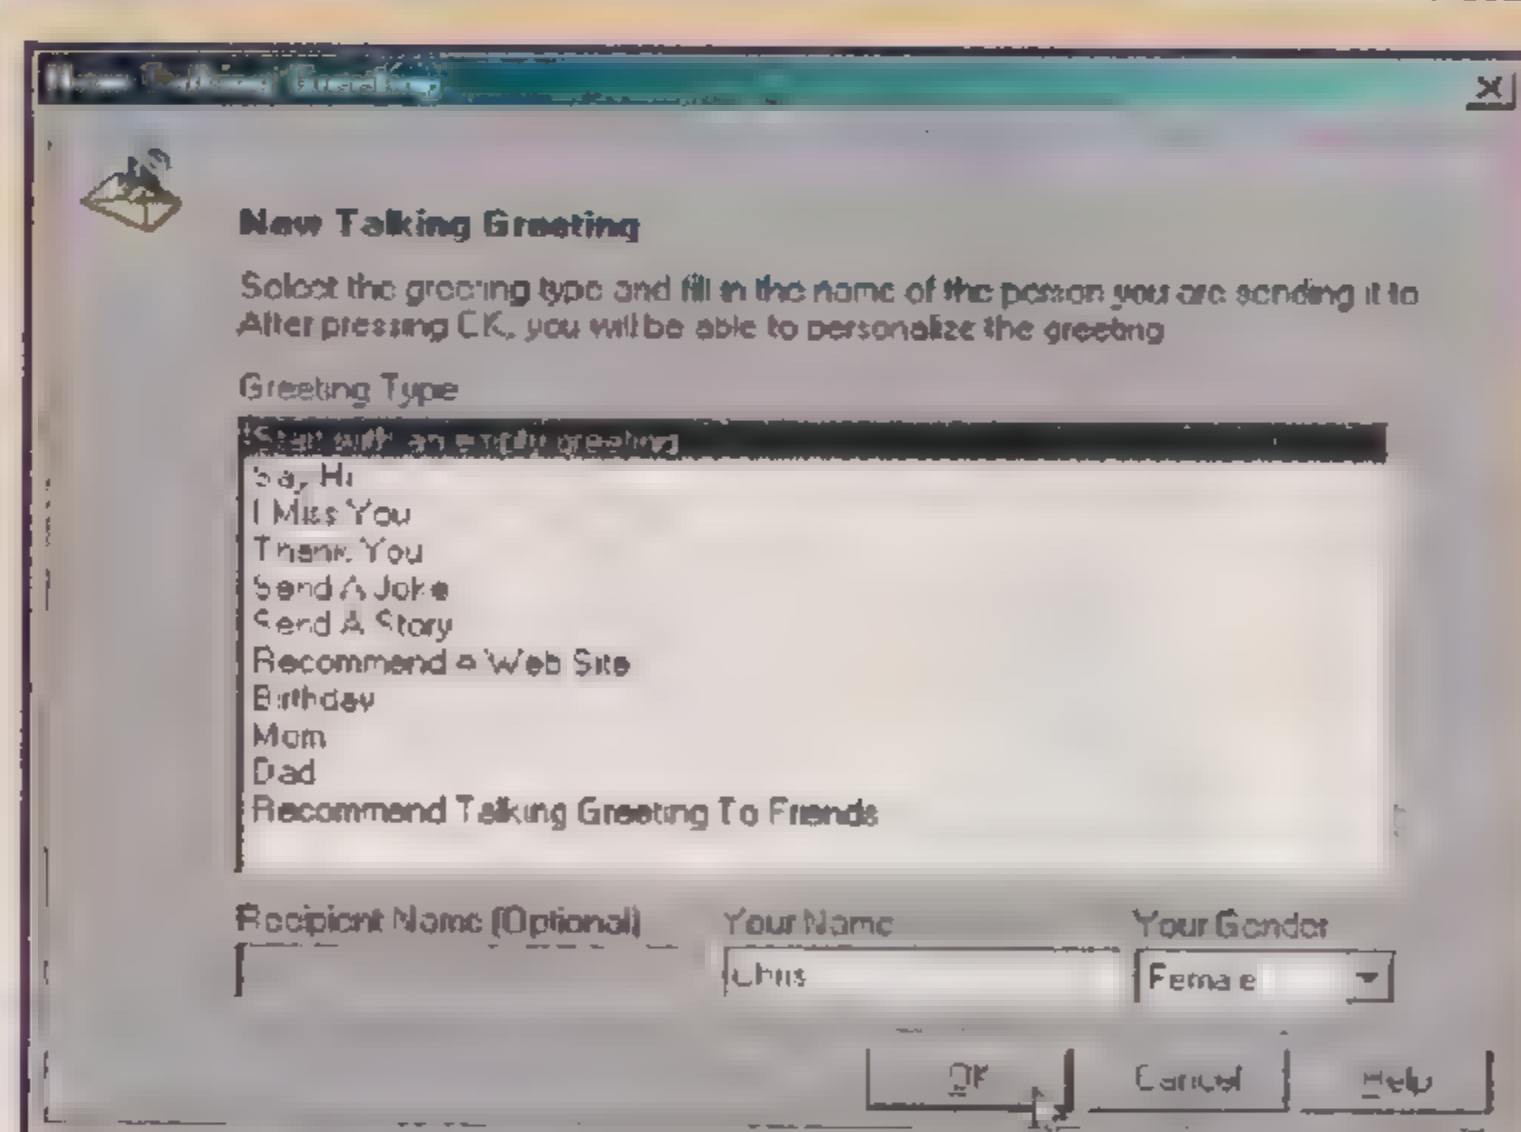 New Talking Greeting
New Talking Greeting
Select the greeting type and fill in the name of the person you are sending it to
After pressing OK, you will be able to personalize the greeting
Greeting Type
Start with an empty greeting
Say Hi
I Miss You
Thank You
Send A Joke
Send A Story
Recommend a Web Site
Birthday
Mom
Dad
Recommend Talking Greeting To Friends
Recipient Name (Optional) Your Name Your Gender
Chris Female
OK Cancel Help